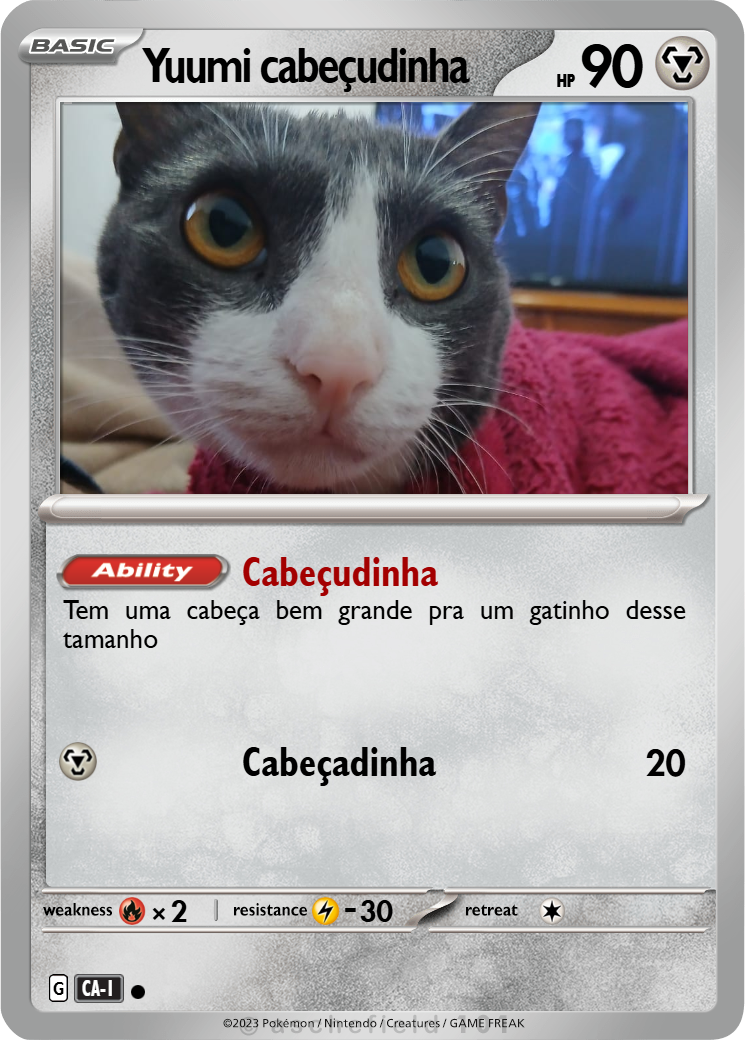 BASIC
Yuumi cabeçudinha
HP 90
Ability Cabeçudinha
Tem uma cabeça bem grande pra um gatinho desse
tamanho
Cabeçadinha 20
weakness ×2 | resistance -30 retreat
G CA-I
©2023 Pokémon / Nintendo / Creatures / GAME FREAK